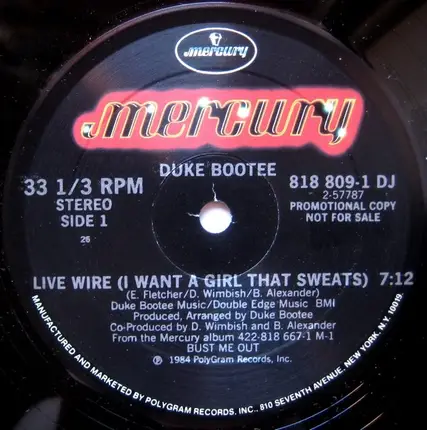 mercury
mercury
DUKE BOOTEE
33 1/3 RPM
STEREO
SIDE 1
26
818 809-1 DJ
2-57787
PROMOTIONAL COPY
NOT FOR SALE
LIVE WIRE (I WANT A GIRL THAT SWEATS) 7:12
(E. Fletcher/D. Wimbish/B. Alexander)
Duke Bootee Music/Double Edge Music BMI
Produced, Arranged by Duke Bootee
Co-Produced by D. Wimbish and B. Alexander
From the Mercury album 422-818 667-1 M-1
BUST ME OUT
℗ 1984 PolyGram Records, Inc.
MANUFACTURED AND MARKETED BY POLYGRAM RECORDS, INC., 810 SEVENTH AVENUE, NEW YORK, N.Y. 10019.